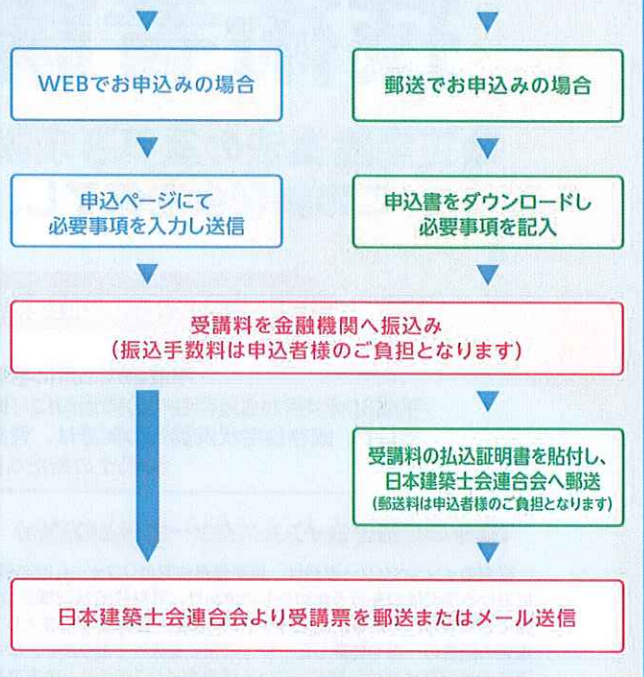 WEBでお申込みの場合
郵送でお申込みの場合
申込ページにて
必要事項を入力し送信
申込書をダウンロードし
必要事項を記入
受講料を金融機関へ振込み
(振込手数料は申込者様のご負担となります)
受講料の払込証明書を貼付し、
日本建築士会連合会へ郵送
(郵送料は申込者様のご負担となります)
日本建築士会連合会より受講票を郵送またはメール送信